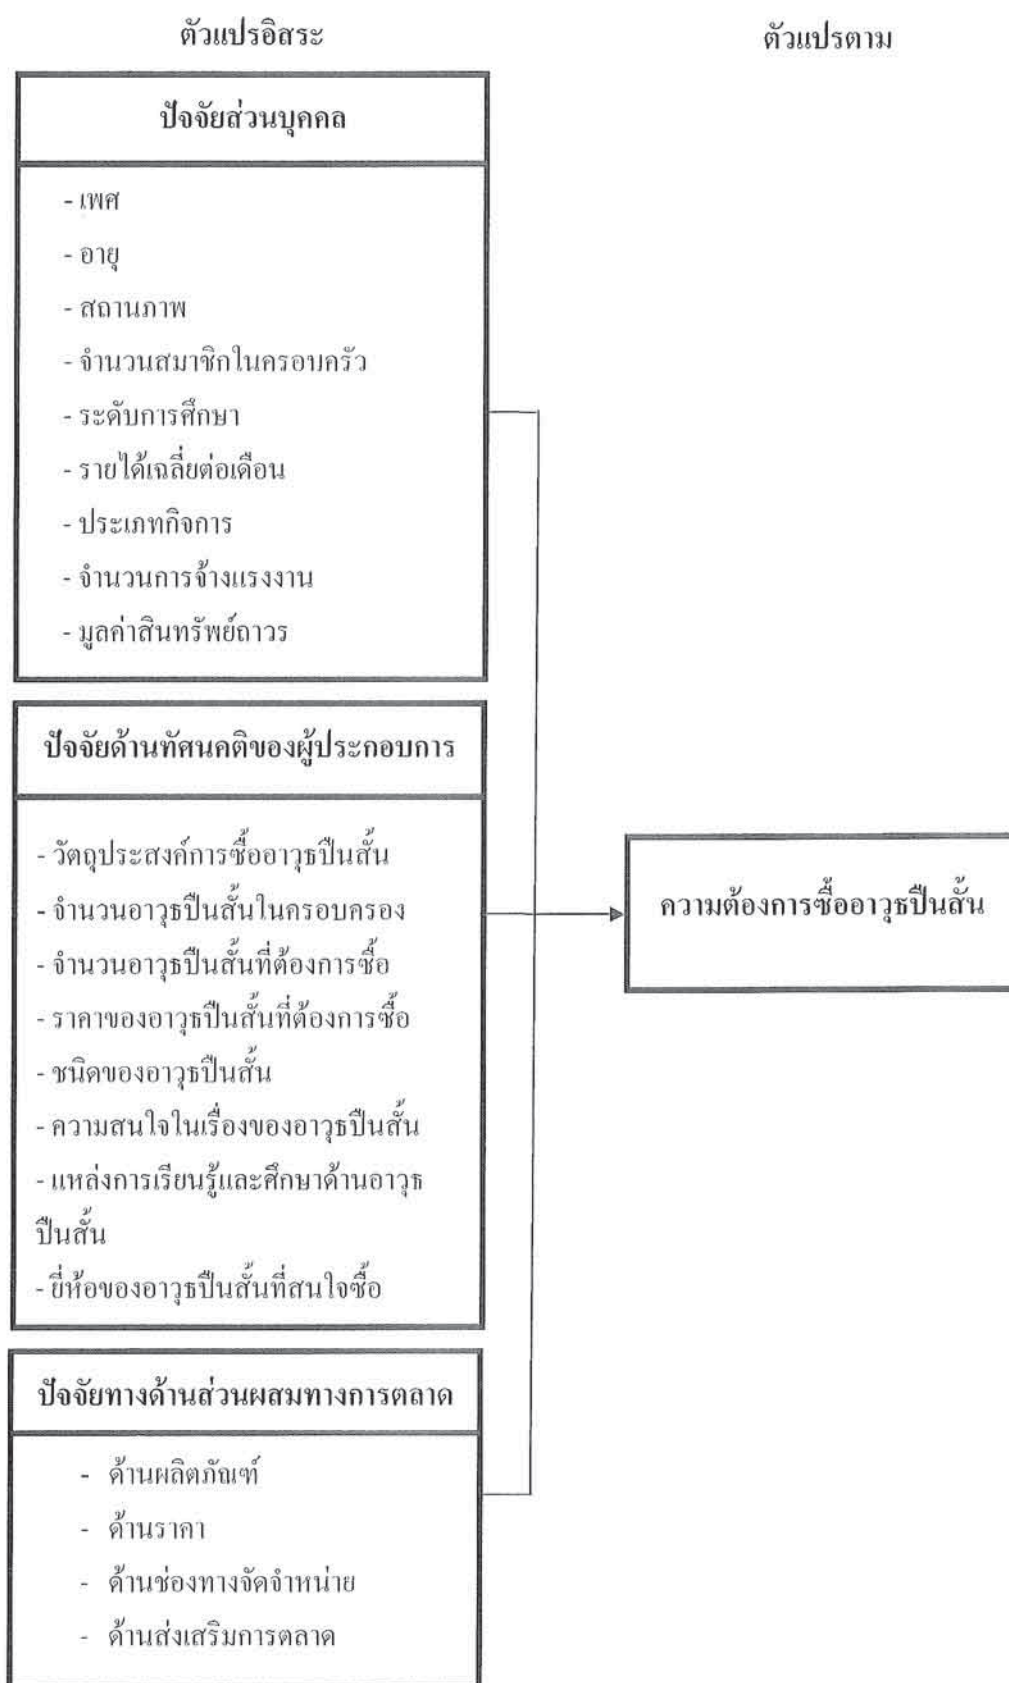 ตัวแปรอิสระ
ตัวแปรตาม
ปัจจัยส่วนบุคคล
- เพศ
- อายุ
- สถานภาพ
- จำนวนสมาชิกในครอบครัว
- ระดับการศึกษา
- รายได้เฉลี่ยต่อเดือน
- ประเภทกิจการ
- จำนวนการจ้างแรงงาน
- มูลค่าสินทรัพย์ถาวร
ปัจจัยด้านทัศนคติของผู้ประกอบการ
- วัตถุประสงค์การซื้ออาวุธปืนสั้น
- จำนวนอาวุธปืนสั้นในครอบครอง
- จำนวนอาวุธปืนสั้นที่ต้องการซื้อ
- ราคาของอาวุธปืนสั้นที่ต้องการซื้อ
- ชนิดของอาวุธปืนสั้น
- ความสนใจในเรื่องของอาวุธปืนสั้น
- แหล่งการเรียนรู้และศึกษาด้านอาวุธ
ปืนสั้น
- ยี่ห้อของอาวุธปืนสั้นที่สนใจซื้อ
ความต้องการซื้ออาวุธปืนสั้น
ปัจจัยทางด้านส่วนผสมทางการตลาด
- ด้านผลิตภัณฑ์
- ด้านราคา
- ด้านช่องทางจัดจำหน่าย
- ด้านส่งเสริมการตลาด